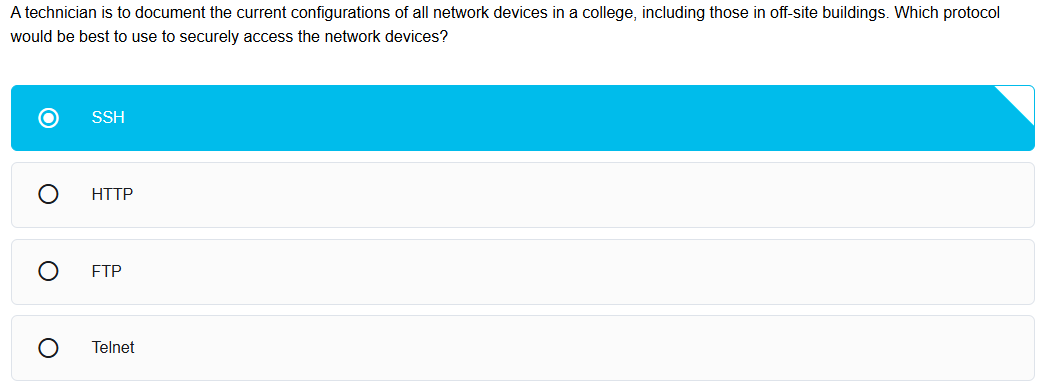 A technician is to document the current configurations of all network devices in a college, including those in off-site buildings. Which protocol
would be best to use to securely access the network devices?
SSH
HTTP
FTP
Telnet